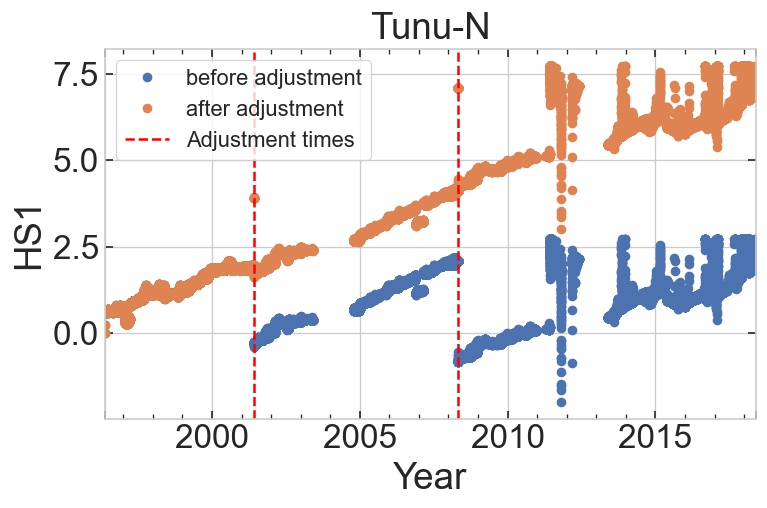 Tunu-N
before adjustment
after adjustment
Adjustment times
HS1
7.5
5.0
2.5
0.0
2000 2005 2010 2015
Year